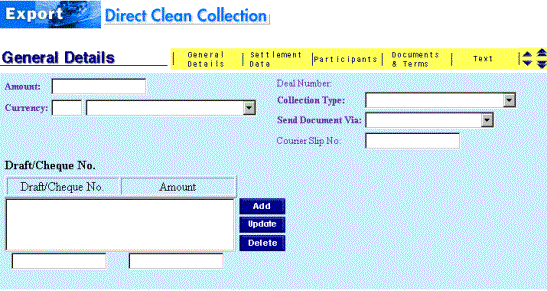 Export
Direct Clean Collection
General Details
General Details
Settlement Data
Participants
Documents & Terms
Text
Amount:
Currency:
Deal Number:
Collection Type:
Send Document Via:
Courier Slip No:
Draft/Cheque No.
Draft/Cheque No.
Amount
Add
Update
Delete